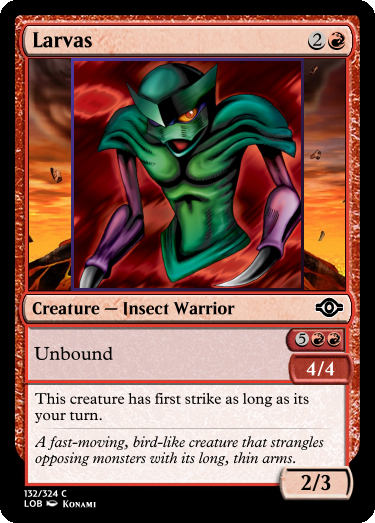 Larvas 2
Creature — Insect Warrior
5
Unbound
4/4
This creature has first strike as long as its
your turn.
A fast-moving, bird-like creature that strangles
opposing monsters with its long, thin arms.
2/3
132/324 C
LOB Konami